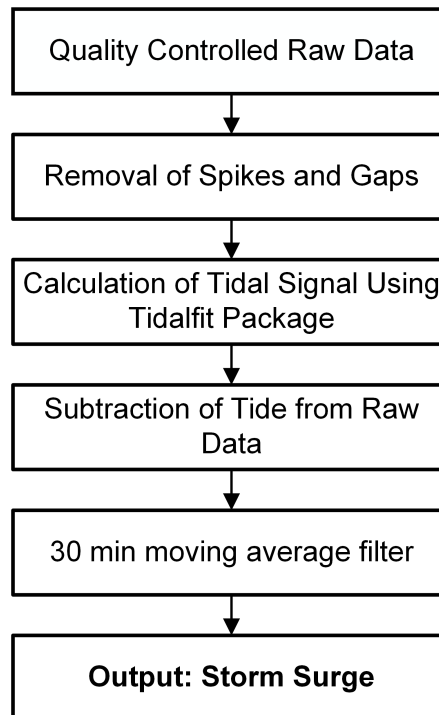 Quality Controlled Raw Data
Removal of Spikes and Gaps
Calculation of Tidal Signal Using
Tidalfit Package
Subtraction of Tide from Raw
Data
30 min moving average filter
Output: Storm Surge